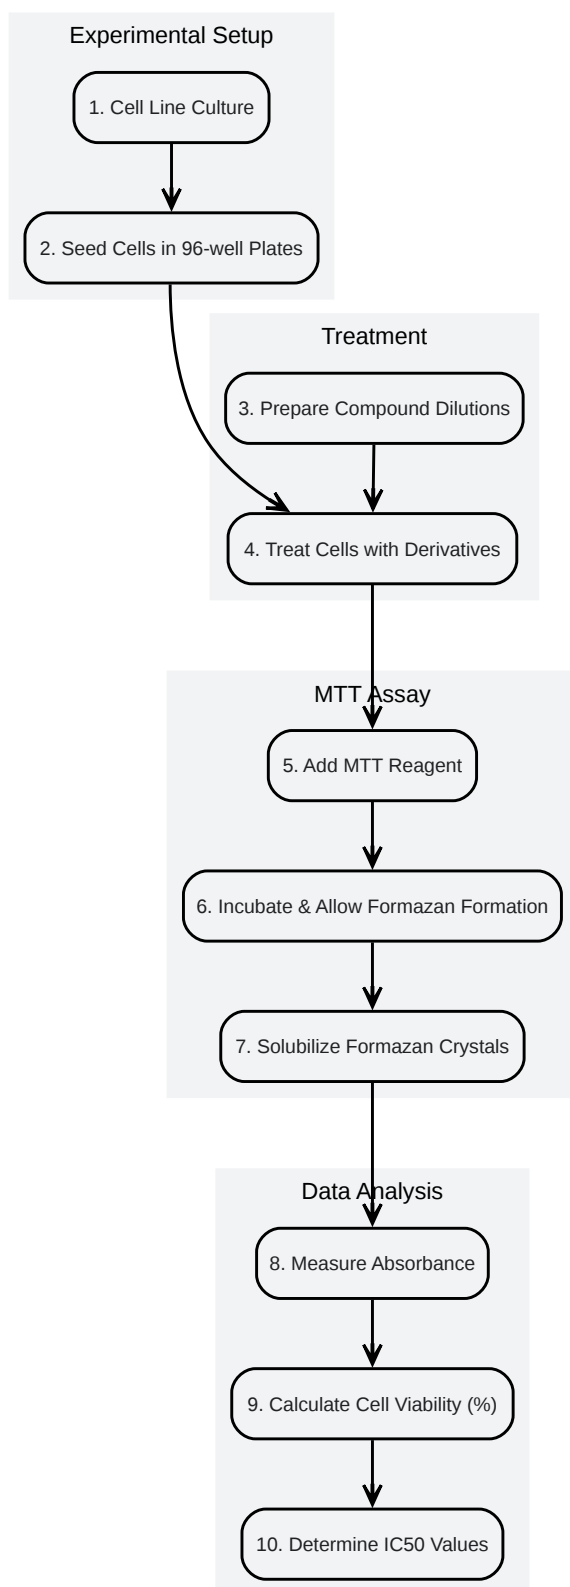 Experimental Setup
1. Cell Line Culture
2. Seed Cells in 96-well Plates
Treatment
3. Prepare Compound Dilutions
4. Treat Cells with Derivatives
MTT Assay
5. Add MTT Reagent
6. Incubate & Allow Formazan Formation
7. Solubilize Formazan Crystals
Data Analysis
8. Measure Absorbance
9. Calculate Cell Viability (%)
10. Determine IC50 Values